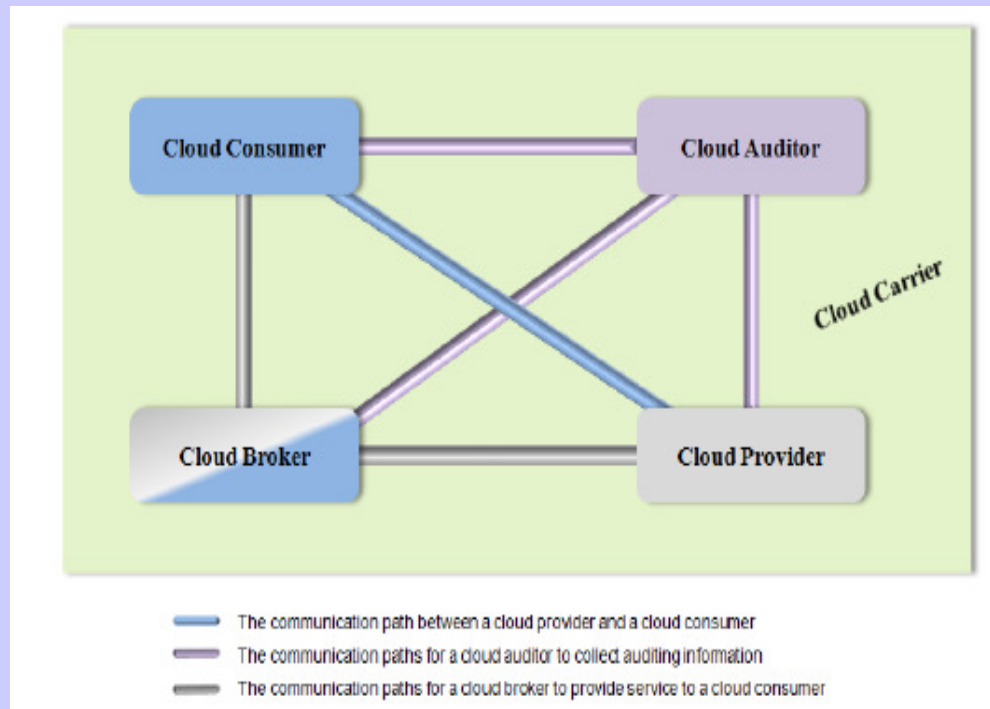 Cloud Consumer
Cloud Auditor
Cloud Carrier
Cloud Broker
Cloud Provider
The communication path between a cloud provider and a cloud consumer
The communication paths for a cloud auditor to collect auditing information
The communication paths for a cloud broker to provide service to a cloud consumer